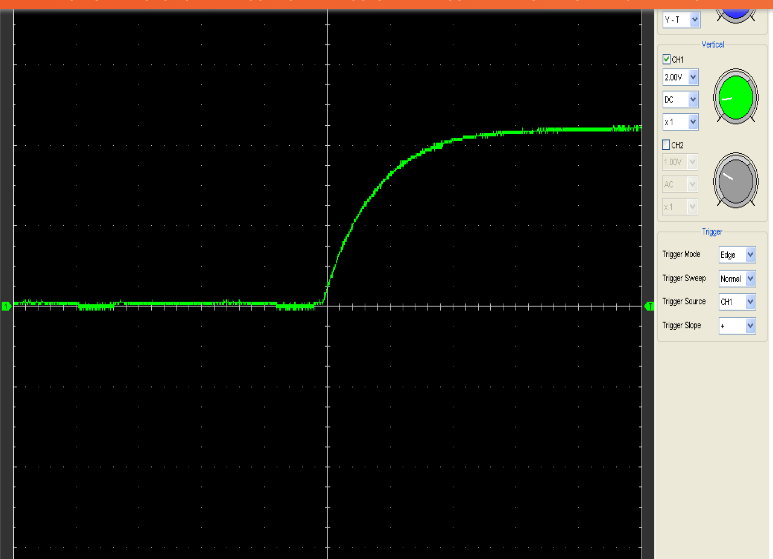 Y - T
Vertical
CH1
2.00V
DC
x 1
CH2
1.00V
AC
x 1
Trigger
Trigger Mode Edge
Trigger Sweep Normal
Trigger Source CH1
Trigger Slope +
1
T